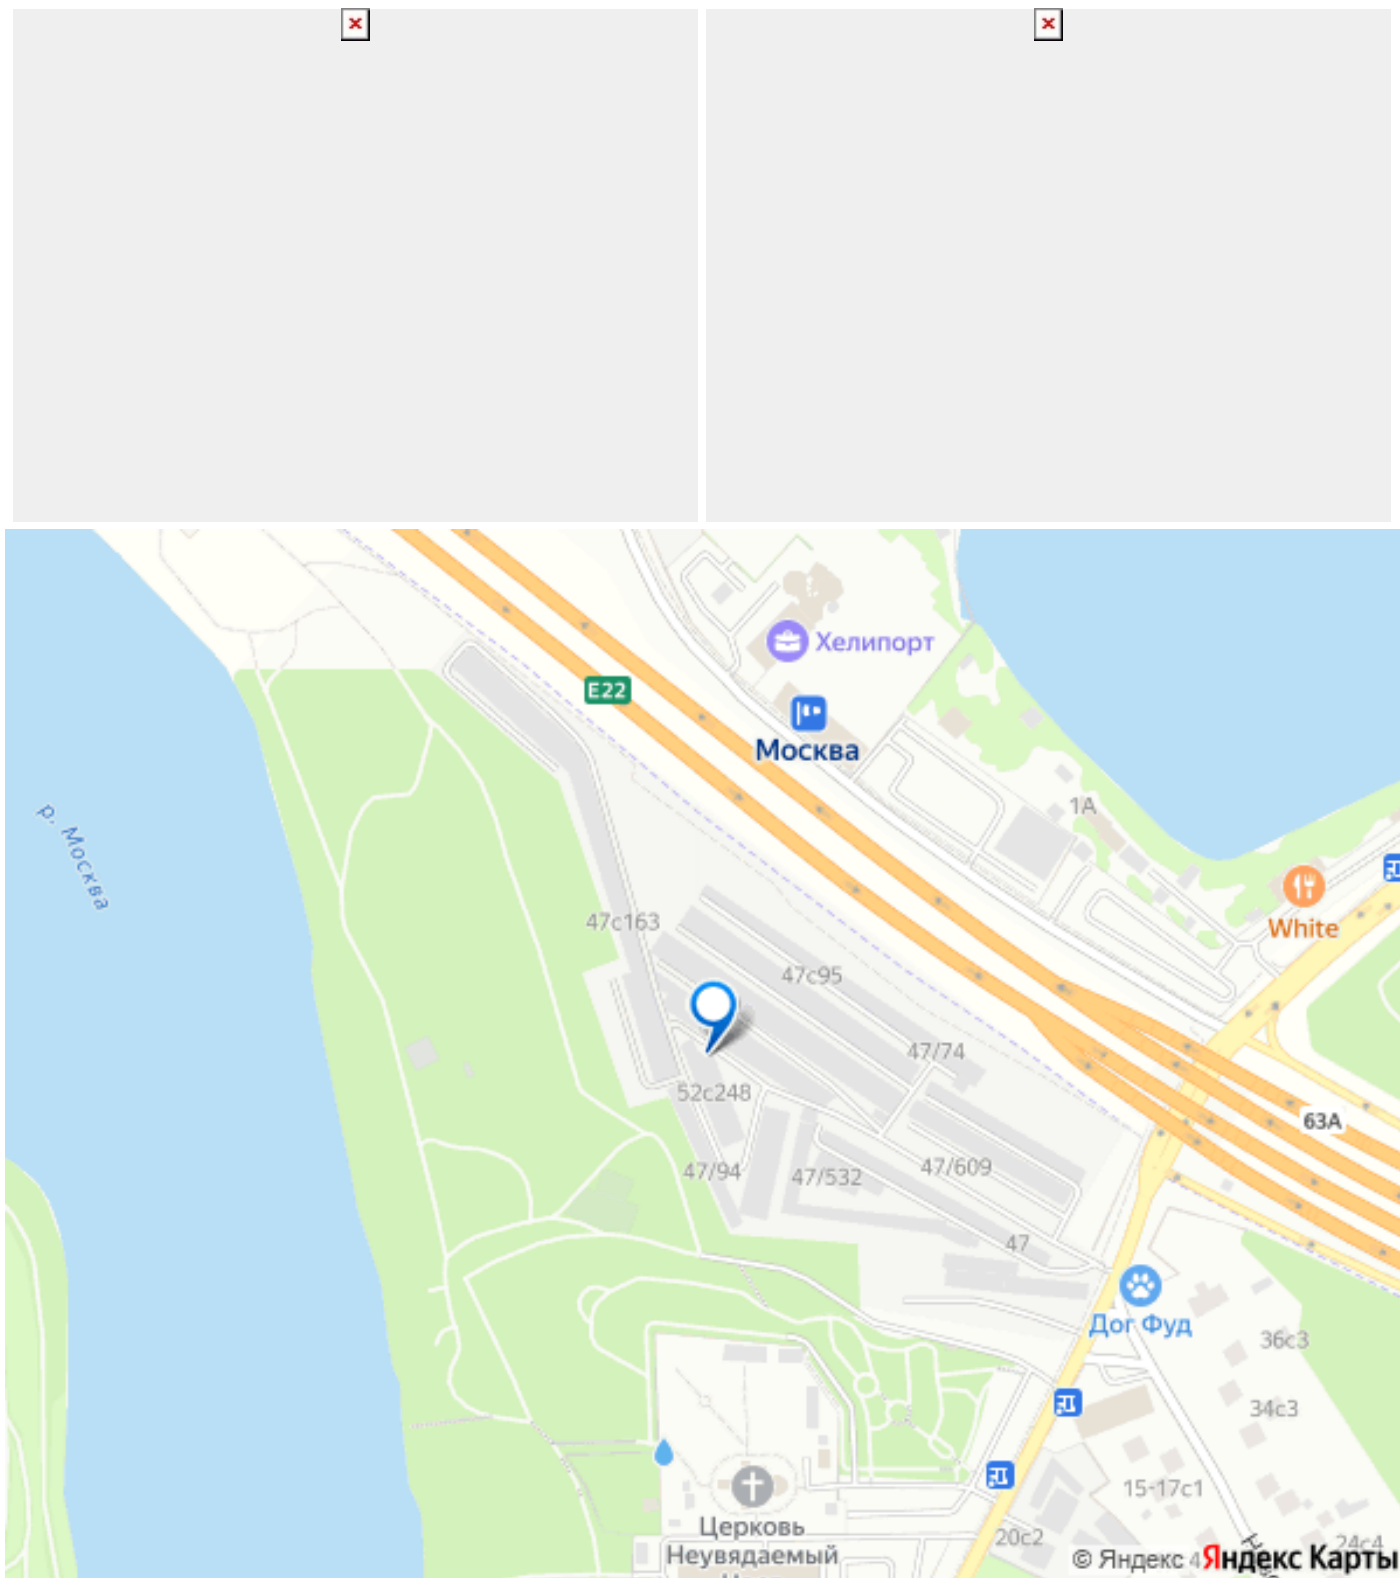 Хелипорт
E22
Москва
1А
р. Москва
White
47с163
47с95
47/74
52с248
63А
47/94
47/532
47/609
47
Дог Фуд
36с3
34с3
15-17с1
Церковь
Неувядаемый
20с2
24с4
© Яндекс
Яндекс Карты